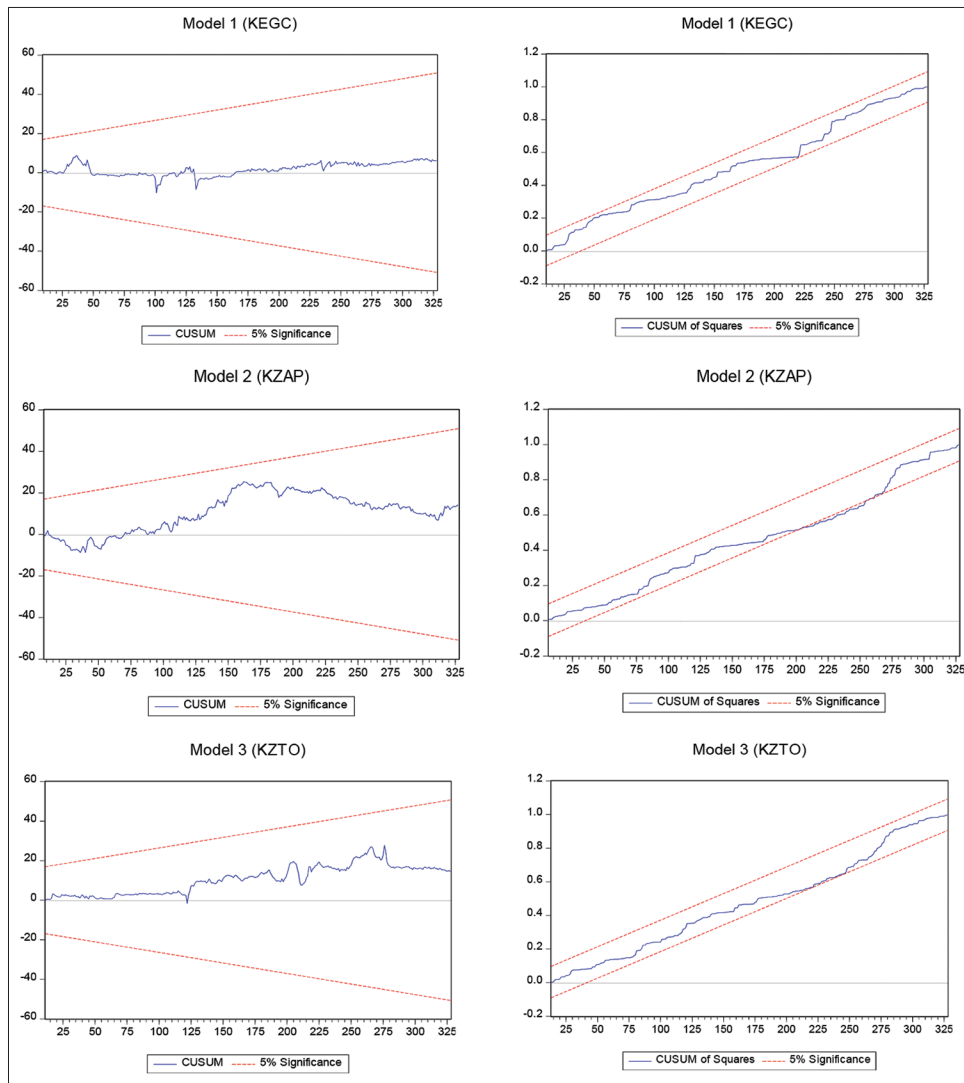 Model 1 (KEGC)
60
40
20
0
-20
-40
-60
25 50 75 100 125 150 175 200 225 250 275 300 325
CUSUM 5% Significance
Model 1 (KEGC)
1.2
1.0
0.8
0.6
0.4
0.2
0.0
-0.2
25 50 75 100 125 150 175 200 225 250 275 300 325
CUSUM of Squares 5% Significance
Model 2 (KZAP)
60
40
20
0
-20
-40
-60
25 50 75 100 125 150 175 200 225 250 275 300 325
CUSUM 5% Significance
Model 2 (KZAP)
1.2
1.0
0.8
0.6
0.4
0.2
0.0
-0.2
25 50 75 100 125 150 175 200 225 250 275 300 325
CUSUM of Squares 5% Significance
Model 3 (KZTO)
60
40
20
0
-20
-40
-60
25 50 75 100 125 150 175 200 225 250 275 300 325
CUSUM 5% Significance
Model 3 (KZTO)
1.2
1.0
0.8
0.6
0.4
0.2
0.0
-0.2
25 50 75 100 125 150 175 200 225 250 275 300 325
CUSUM of Squares 5% Significance